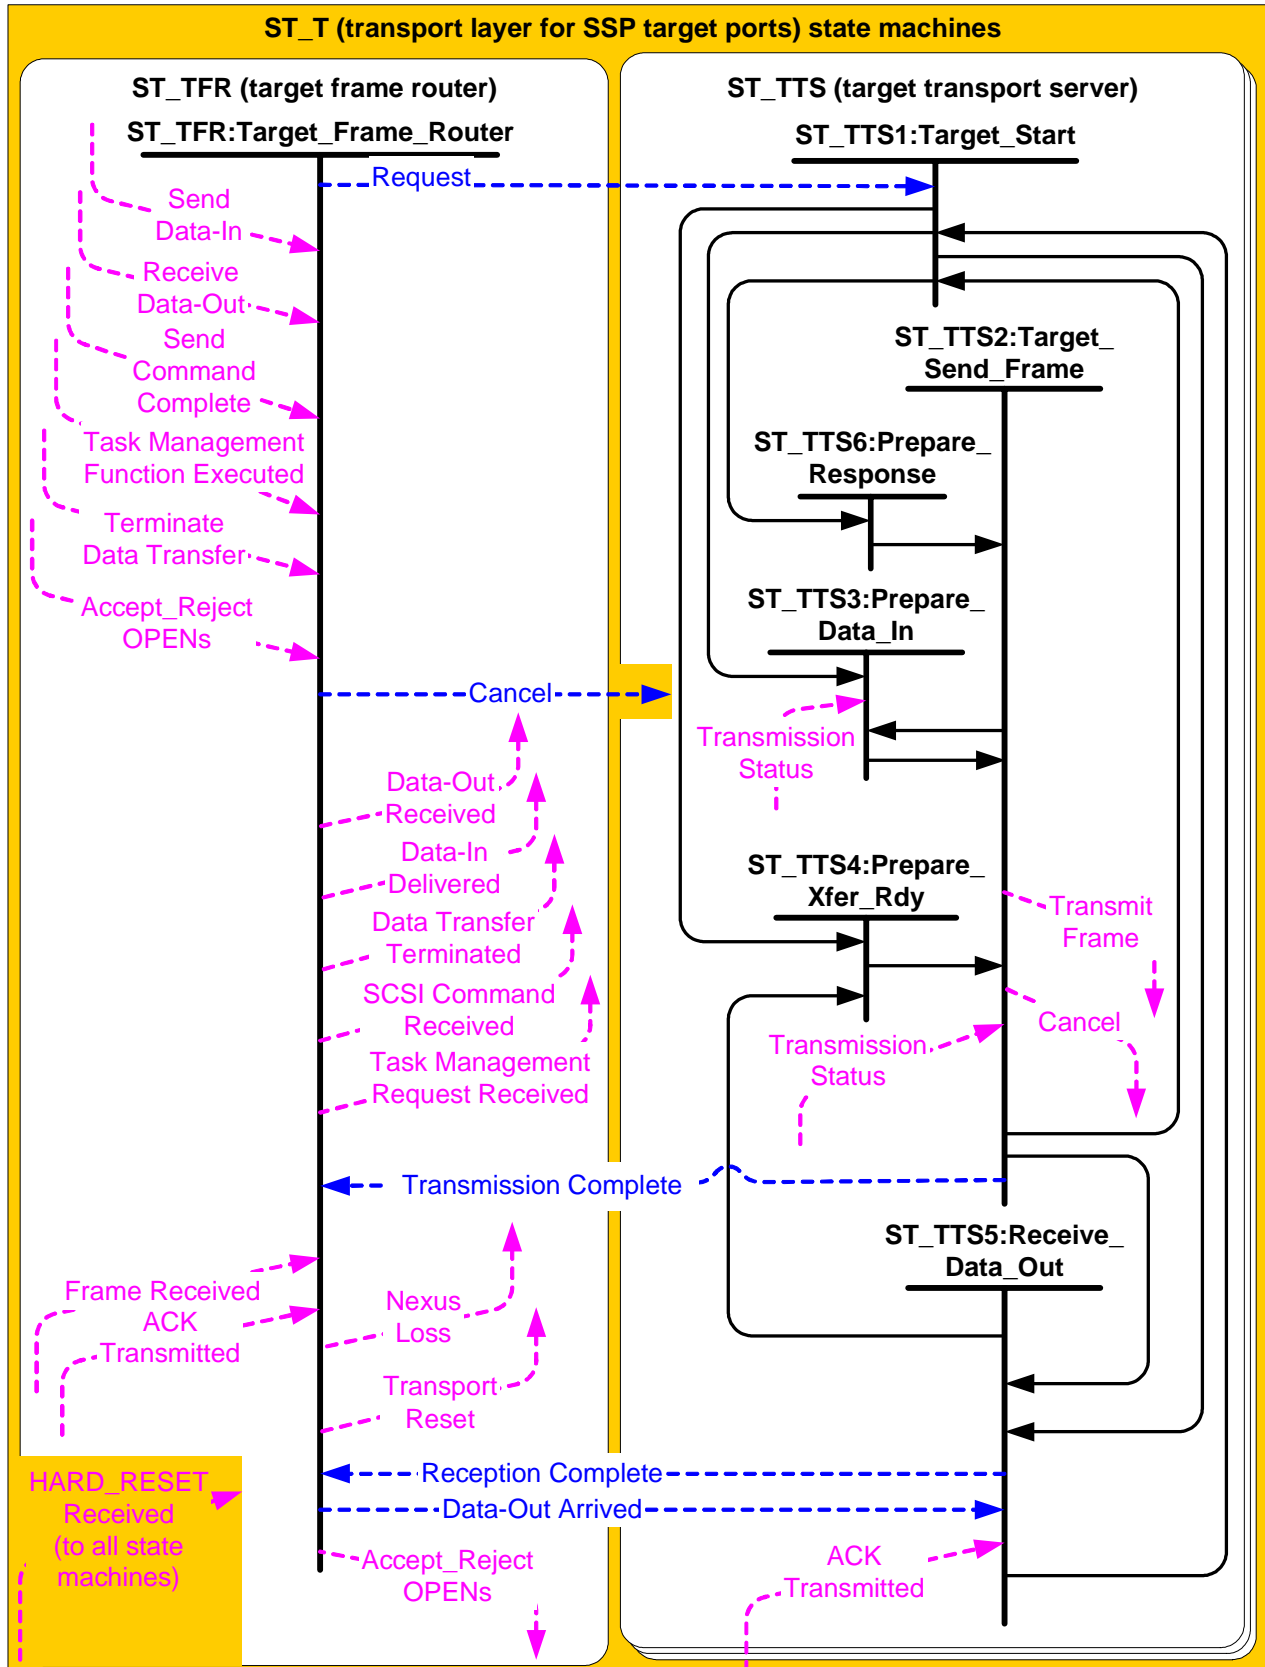 ST_T (transport layer for SSP target ports) state machines
ST_TFR (target frame router)
ST_TFR:Target_Frame_Router
Request
Send
Data-In
Receive
Data-Out
Send
Command
Complete
Task Management
Function Executed
Terminate
Data Transfer
Accept_Reject
OPENs
Cancel
Data-Out
Received
Data-In
Delivered
Data Transfer
Terminated
SCSI Command
Received
Task Management
Request Received
Transmission Complete
Frame Received
ACK
Transmitted
Nexus
Loss
Transport
Reset
HARD_RESET
Received
(to all state
machines)
Reception Complete
Data-Out Arrived
Accept_Reject
OPENs
ST_TTS (target transport server)
ST_TTS1:Target_Start
ST_TTS2:Target_
Send_Frame
ST_TTS6:Prepare_
Response
ST_TTS3:Prepare_
Data_In
Transmission
Status
ST_TTS4:Prepare_
Xfer_Rdy
Transmit
Frame
Cancel
Transmission
Status
ST_TTS5:Receive_
Data_Out
ACK
Transmitted